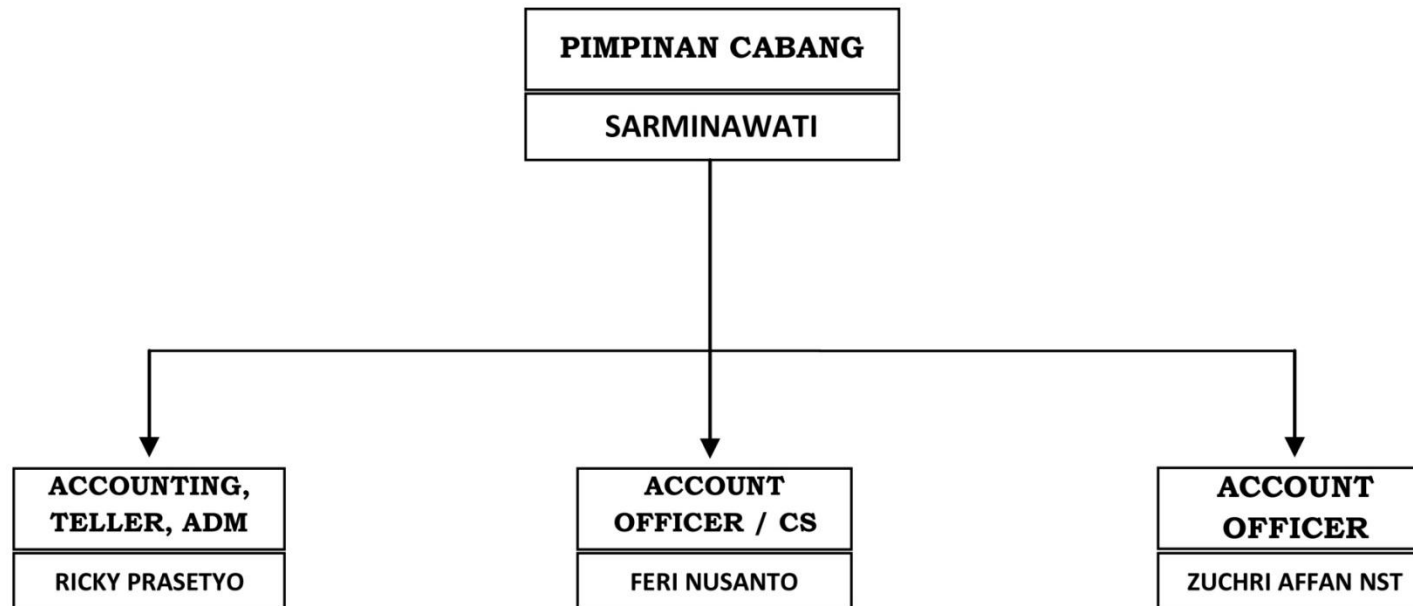 PIMPINAN CABANG
SARMINAWATI
ACCOUNTING,
TELLER, ADM
RICKY PRASETYO
ACCOUNT
OFFICER / CS
FERI NUSANTO
ACCOUNT
OFFICER
ZUCHRI AFFAN NST